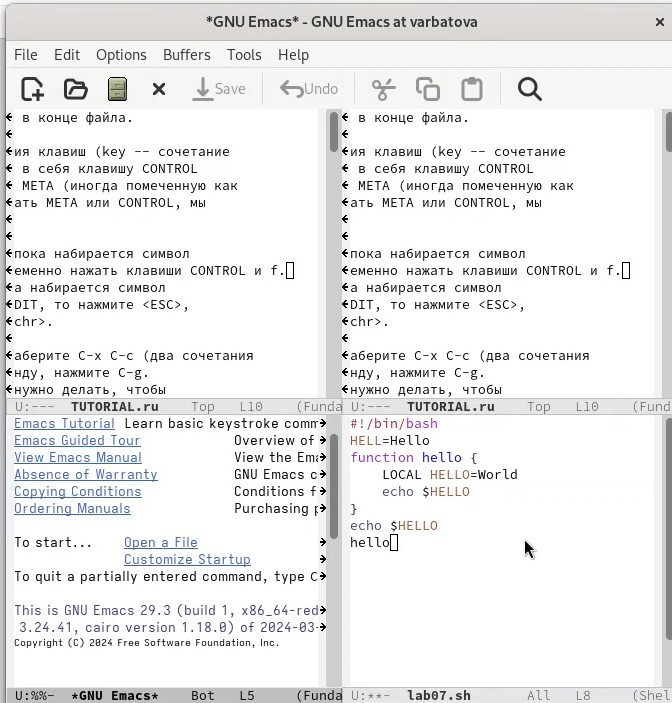 *GNU Emacs* - GNU Emacs at varbatova
File Edit Options Buffers Tools Help
Save Undo
в конце файла.
ия клавиш (key -- сочетание
в себя клавишу CONTROL
META (иногда помеченную как
ать META или CONTROL, мы
пока набирается символ
еменно нажать клавиши CONTROL и f.
а набирается символ
DIT, то нажмите <ESC>,
chr>.
аберите C-x C-c (два сочетания
нду, нажмите C-g.
нужно делать, чтобы
U:--- TUTORIAL.ru Top L10 (Funda
в конце файла.
ия клавиш (key -- сочетание
в себя клавишу CONTROL
META (иногда помеченную как
ать META или CONTROL, мы
пока набирается символ
еменно нажать клавиши CONTROL и f.
а набирается символ
DIT, то нажмите <ESC>,
chr>.
аберите C-x C-c (два сочетания
нду, нажмите C-g.
нужно делать, чтобы
U:--- TUTORIAL.ru Top L10 (Funda
Emacs Tutorial Learn basic keystroke comm
Emacs Guided Tour Overview of
View Emacs Manual View the Ema
Absence of Warranty GNU Emacs c
Copying Conditions Conditions f
Ordering Manuals Purchasing p
To start... Open a File
Customize Startup
To quit a partially entered command, type C
This is GNU Emacs 29.3 (build 1, x86_64-red
3.24.41, cairo version 1.18.0) of 2024-03-
Copyright (C) 2024 Free Software Foundation, Inc.
U:%%- *GNU Emacs* Bot L5 (Funda
#!/bin/bash
HELL=Hello
function hello {
LOCAL HELLO=World
echo $HELLO
}
echo $HELLO
hello
U:**- lab07.sh All L8 (Shel